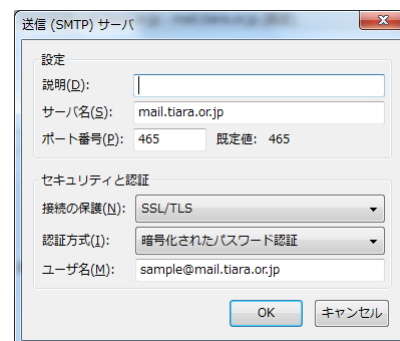 送信 (SMTP) サーバ
設定
説明(D):
サーバ名(S): mail.tiara.or.jp
ポート番号(P): 465 既定値: 465
セキュリティと認証
接続の保護(N): SSL/TLS
認証方式(I): 暗号化されたパスワード認証
ユーザ名(M): sample@mail.tiara.or.jp
OK キャンセル